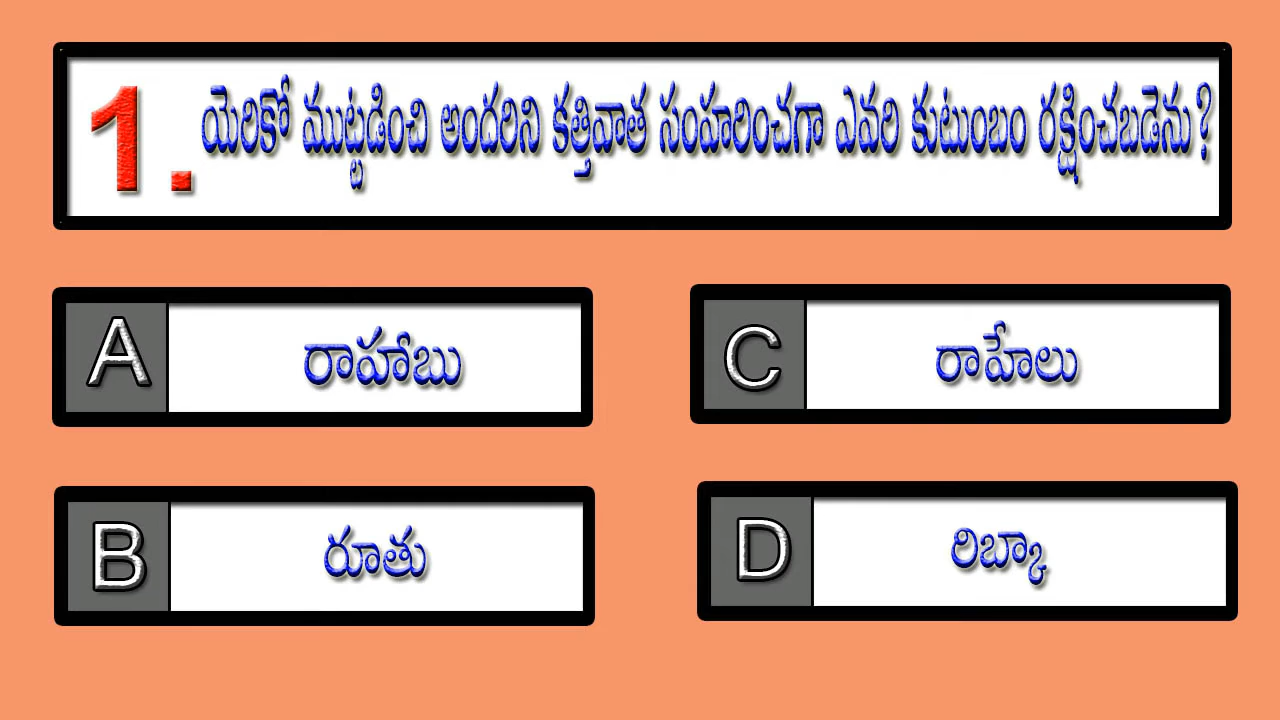 1. యెరికో ముట్టడించి అందరిని కత్తివాత సంహరించగా ఎవరి కుటుంబం రక్షించబడెను?
A రాహాబు
C రాహేలు
B రూతు
D రిబ్కా